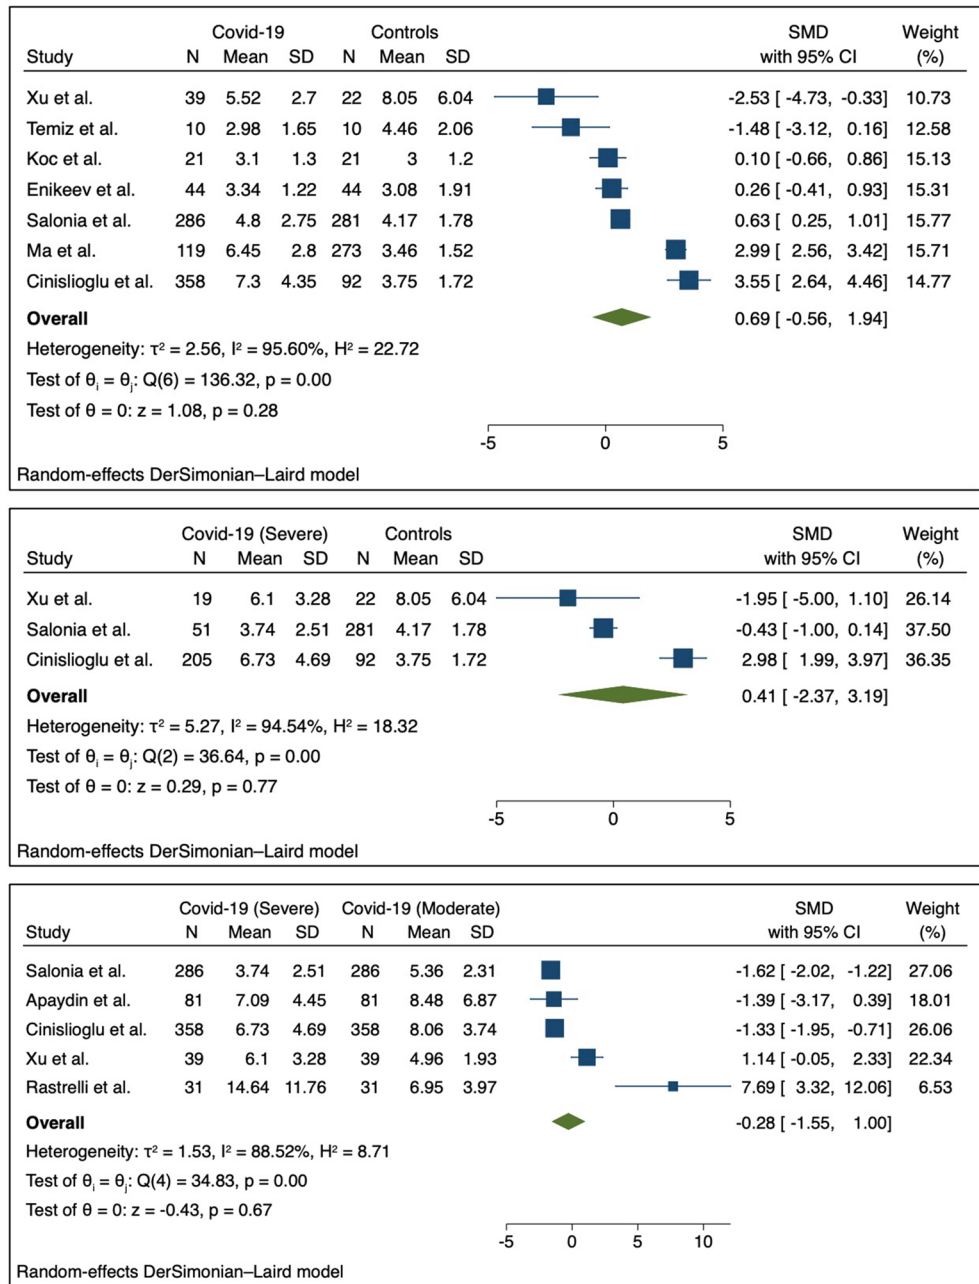 Covid-19 Controls SMD Weight
Study N Mean SD N Mean SD with 95% CI (%)
Xu et al. 39 5.52 2.7 22 8.05 6.04 -2.53 [ -4.73, -0.33] 10.73
Temiz et al. 10 2.98 1.65 10 4.46 2.06 -1.48 [ -3.12, 0.16] 12.58
Koc et al. 21 3.1 1.3 21 3 1.2 0.10 [ -0.66, 0.86] 15.13
Enikeev et al. 44 3.34 1.22 44 3.08 1.91 0.26 [ -0.41, 0.93] 15.31
Salonia et al. 286 4.8 2.75 281 4.17 1.78 0.63 [ 0.25, 1.01] 15.77
Ma et al. 119 6.45 2.8 273 3.46 1.52 2.99 [ 2.56, 3.42] 15.71
Cinislioglu et al. 358 7.3 4.35 92 3.75 1.72 3.55 [ 2.64, 4.46] 14.77
Overall 0.69 [ -0.56, 1.94]
Heterogeneity: τ² = 2.56, I² = 95.60%, H² = 22.72
Test of θᵢ = θⱼ: Q(6) = 136.32, p = 0.00
Test of θ = 0: z = 1.08, p = 0.28
-5 0 5
Random-effects DerSimonian–Laird model
Covid-19 (Severe) Controls SMD Weight
Study N Mean SD N Mean SD with 95% CI (%)
Xu et al. 19 6.1 3.28 22 8.05 6.04 -1.95 [ -5.00, 1.10] 26.14
Salonia et al. 51 3.74 2.51 281 4.17 1.78 -0.43 [ -1.00, 0.14] 37.50
Cinislioglu et al. 205 6.73 4.69 92 3.75 1.72 2.98 [ 1.99, 3.97] 36.35
Overall 0.41 [ -2.37, 3.19]
Heterogeneity: τ² = 5.27, I² = 94.54%, H² = 18.32
Test of θᵢ = θⱼ: Q(2) = 36.64, p = 0.00
Test of θ = 0: z = 0.29, p = 0.77
-5 0 5
Random-effects DerSimonian–Laird model
Covid-19 (Severe) Covid-19 (Moderate) SMD Weight
Study N Mean SD N Mean SD with 95% CI (%)
Salonia et al. 286 3.74 2.51 286 5.36 2.31 -1.62 [ -2.02, -1.22] 27.06
Apaydin et al. 81 7.09 4.45 81 8.48 6.87 -1.39 [ -3.17, 0.39] 18.01
Cinislioglu et al. 358 6.73 4.69 358 8.06 3.74 -1.33 [ -1.95, -0.71] 26.06
Xu et al. 39 6.1 3.28 39 4.96 1.93 1.14 [ -0.05, 2.33] 22.34
Rastrelli et al. 31 14.64 11.76 31 6.95 3.97 7.69 [ 3.32, 12.06] 6.53
Overall -0.28 [ -1.55, 1.00]
Heterogeneity: τ² = 1.53, I² = 88.52%, H² = 8.71
Test of θᵢ = θⱼ: Q(4) = 34.83, p = 0.00
Test of θ = 0: z = -0.43, p = 0.67
-5 0 5 10
Random-effects DerSimonian–Laird model